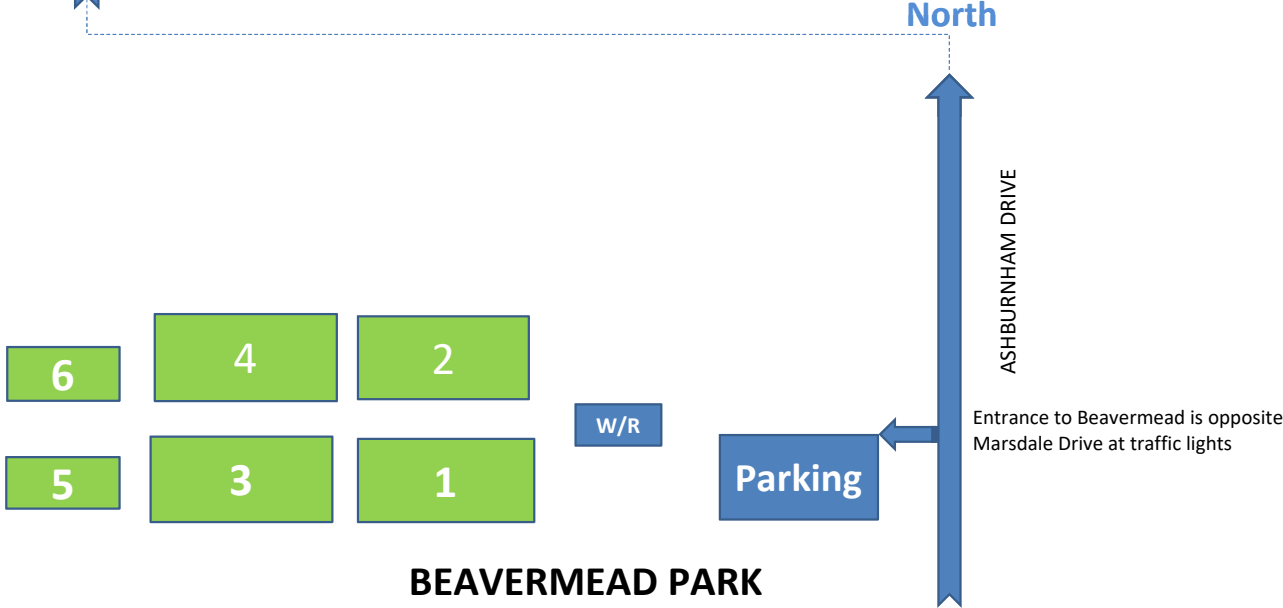 North
ASHBURNHAM DRIVE
4
2
6
W/R
Entrance to Beavermead is opposite
Marsdale Drive at traffic lights
5
3
1
Parking
BEAVERMEAD PARK